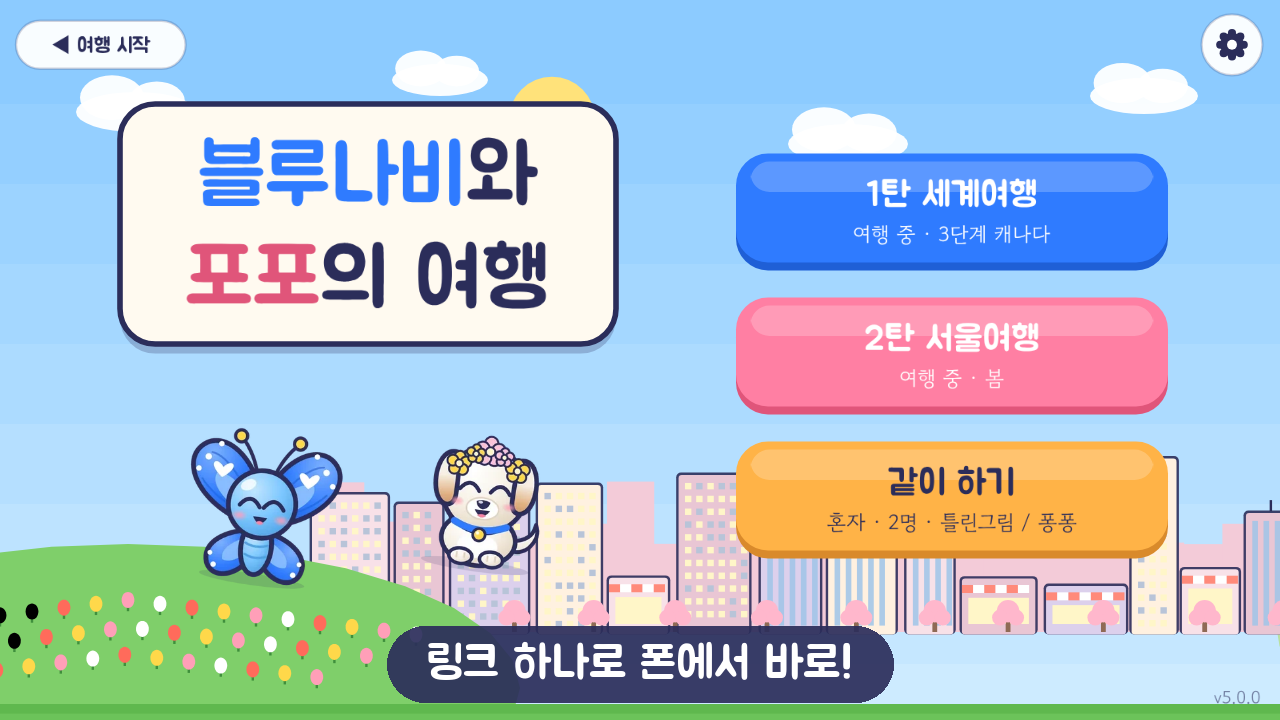 ◀ 여행 시작
블루나비와
포포의 여행
1탄 세계여행
여행 중 · 3단계 캐나다
2탄 서울여행
여행 중 · 봄
같이 하기
혼자 · 2명 · 틀린그림 / 퐁퐁
링크 하나로 폰에서 바로!
v5.0.0